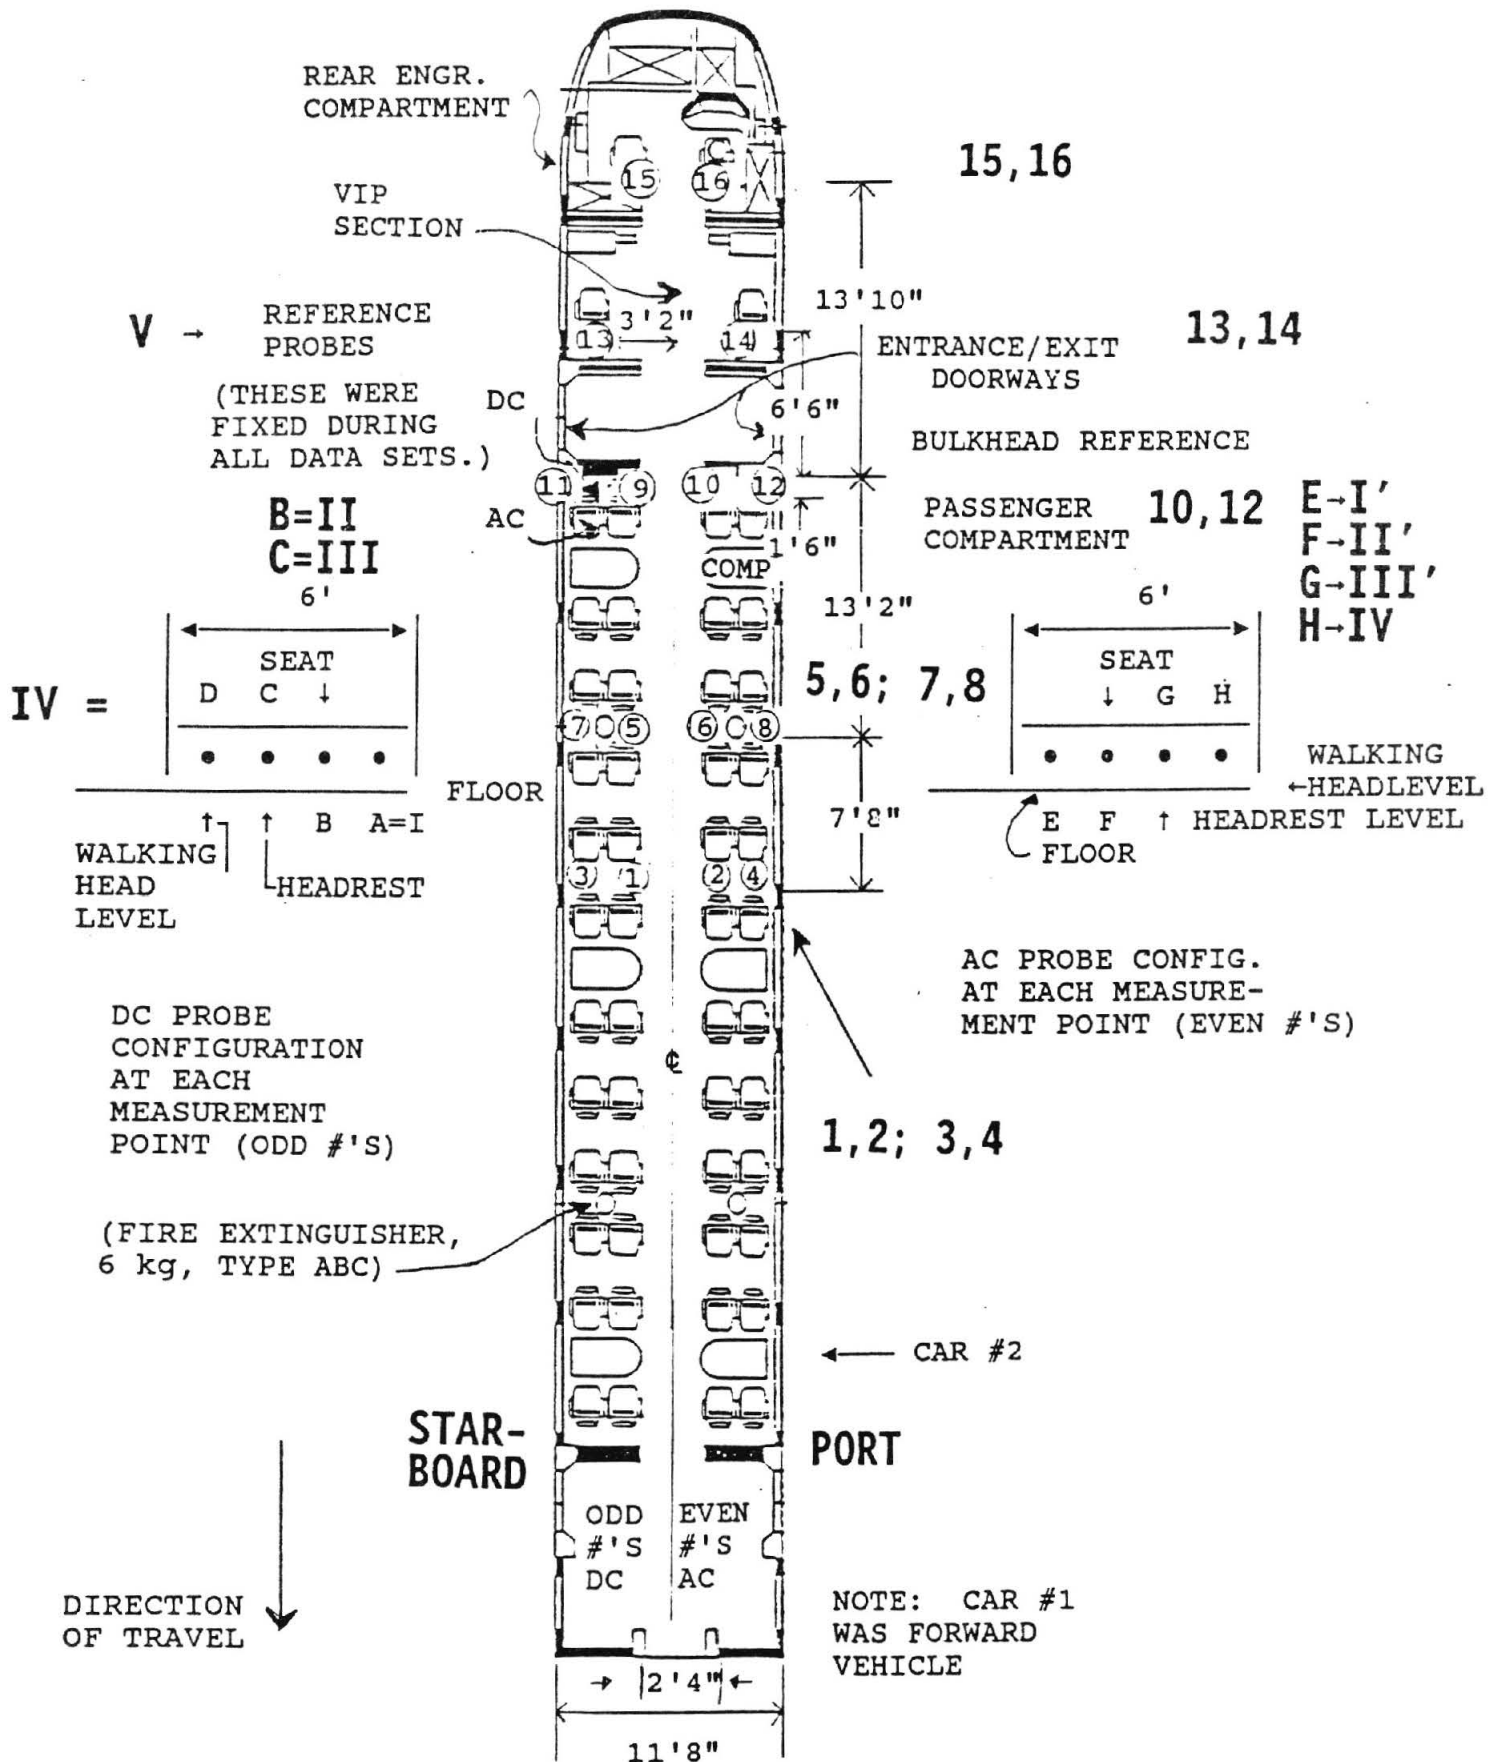 REAR ENGR.
COMPARTMENT
15,16
15
16
VIP
SECTION
13'10"
V → REFERENCE
PROBES
3'2"
13
14
13,14
ENTRANCE/EXIT
DOORWAYS
(THESE WERE
FIXED DURING
ALL DATA SETS.)
DC
6'6"
BULKHEAD REFERENCE
11
9
10
12
B=II
C=III
AC
PASSENGER
COMPARTMENT
10,12
E→I'
F→II'
G→III'
H→IV
1'6"
COMP
6'
13'2"
6'
SEAT
SEAT
IV =
D C ↓
5,6; 7,8
↓ G H
7
5
6
8
WALKING
←HEADLEVEL
FLOOR
7'8"
↑ B A=I
E F ↑ HEADREST LEVEL
FLOOR
WALKING
HEAD
LEVEL
↑
HEADREST
3
1
2
4
AC PROBE CONFIG.
AT EACH MEASURE-
MENT POINT (EVEN #'S)
DC PROBE
CONFIGURATION
AT EACH
MEASUREMENT
POINT (ODD #'S)
℄
1,2; 3,4
(FIRE EXTINGUISHER,
6 kg, TYPE ABC)
← CAR #2
STAR-
BOARD
PORT
ODD
#'S
DC
EVEN
#'S
AC
DIRECTION
OF TRAVEL
NOTE: CAR #1
WAS FORWARD
VEHICLE
2'4"
11'8"